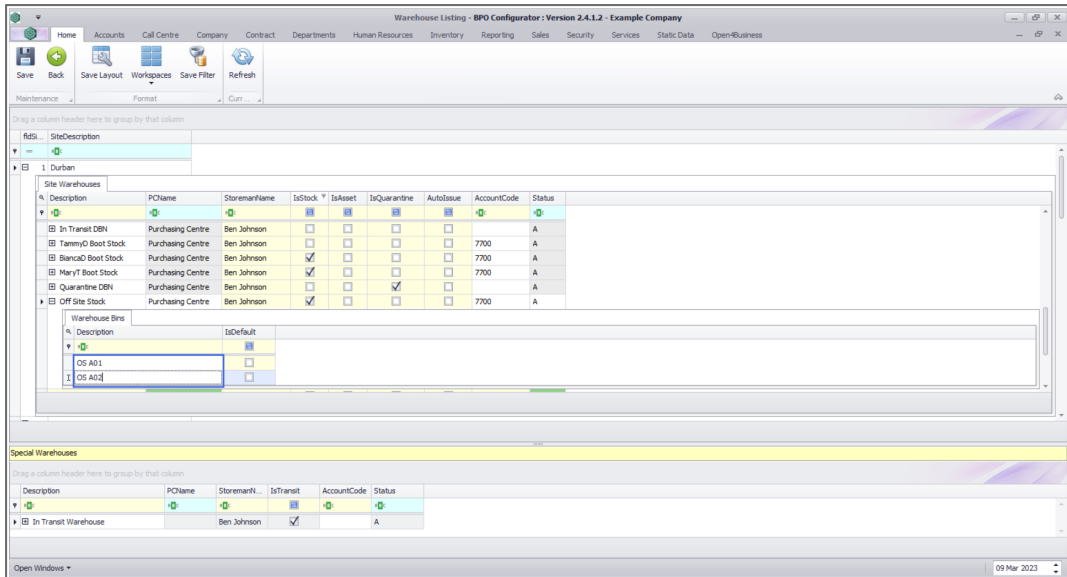 Warehouse Listing - BPO Configurator : Version 2.4.1.2 - Example Company
Home Accounts Call Centre Company Contract Departments Human Resources Inventory Reporting Sales Security Services Static Data Open4Business
Save Back Save Layout Workspaces Save Filter Refresh
Maintenance Format Curr...
Drag a column header here to group by that column
fldSi... SiteDescription
1 Durban
Site Warehouses
Description PCName StoremanName IsStock IsAsset IsQuarantine AutoIssue AccountCode Status
In Transit DBN Purchasing Centre Ben Johnson A
TammyD Boot Stock Purchasing Centre Ben Johnson 7700 A
BiancaD Boot Stock Purchasing Centre Ben Johnson 7700 A
MaryT Boot Stock Purchasing Centre Ben Johnson 7700 A
Quarantine DBN Purchasing Centre Ben Johnson A
Off Site Stock Purchasing Centre Ben Johnson 7700 A
Warehouse Bins
Description IsDefault
OS A01
OS A02
Special Warehouses
Drag a column header here to group by that column
Description PCName StoremanN... IsTransit AccountCode Status
In Transit Warehouse Ben Johnson A
Open Windows 09 Mar 2023